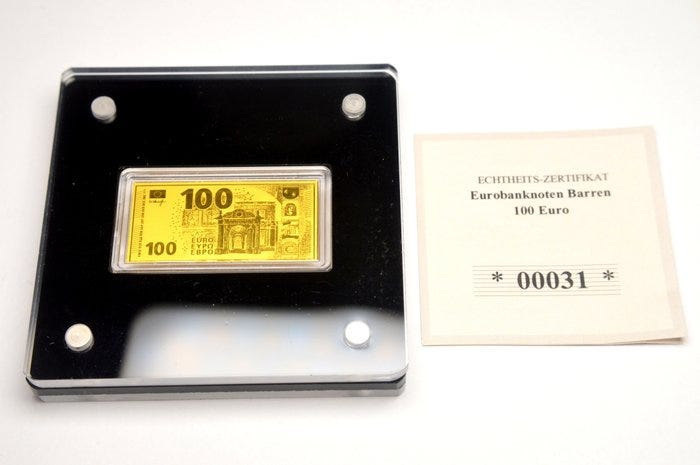 100
100
EURO
ΕΥΡΩ
ЕВРО
ECHTHEITS-ZERTIFIKAT
Eurobanknoten Barren
100 Euro
* 00031 *